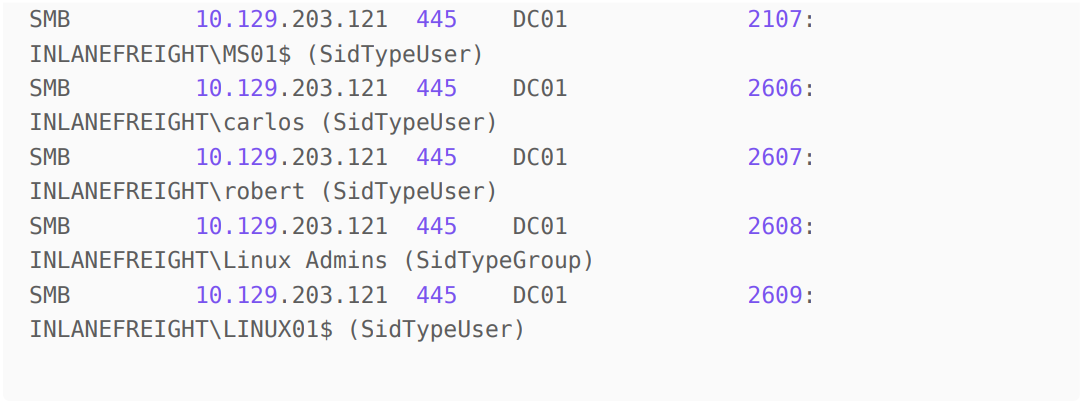 SMB         10.129.203.121  445    DC01             2107:
INLANEFREIGHT\MS01$ (SidTypeUser)
SMB         10.129.203.121  445    DC01             2606:
INLANEFREIGHT\carlos (SidTypeUser)
SMB         10.129.203.121  445    DC01             2607:
INLANEFREIGHT\robert (SidTypeUser)
SMB         10.129.203.121  445    DC01             2608:
INLANEFREIGHT\Linux Admins (SidTypeGroup)
SMB         10.129.203.121  445    DC01             2609:
INLANEFREIGHT\LINUX01$ (SidTypeUser)